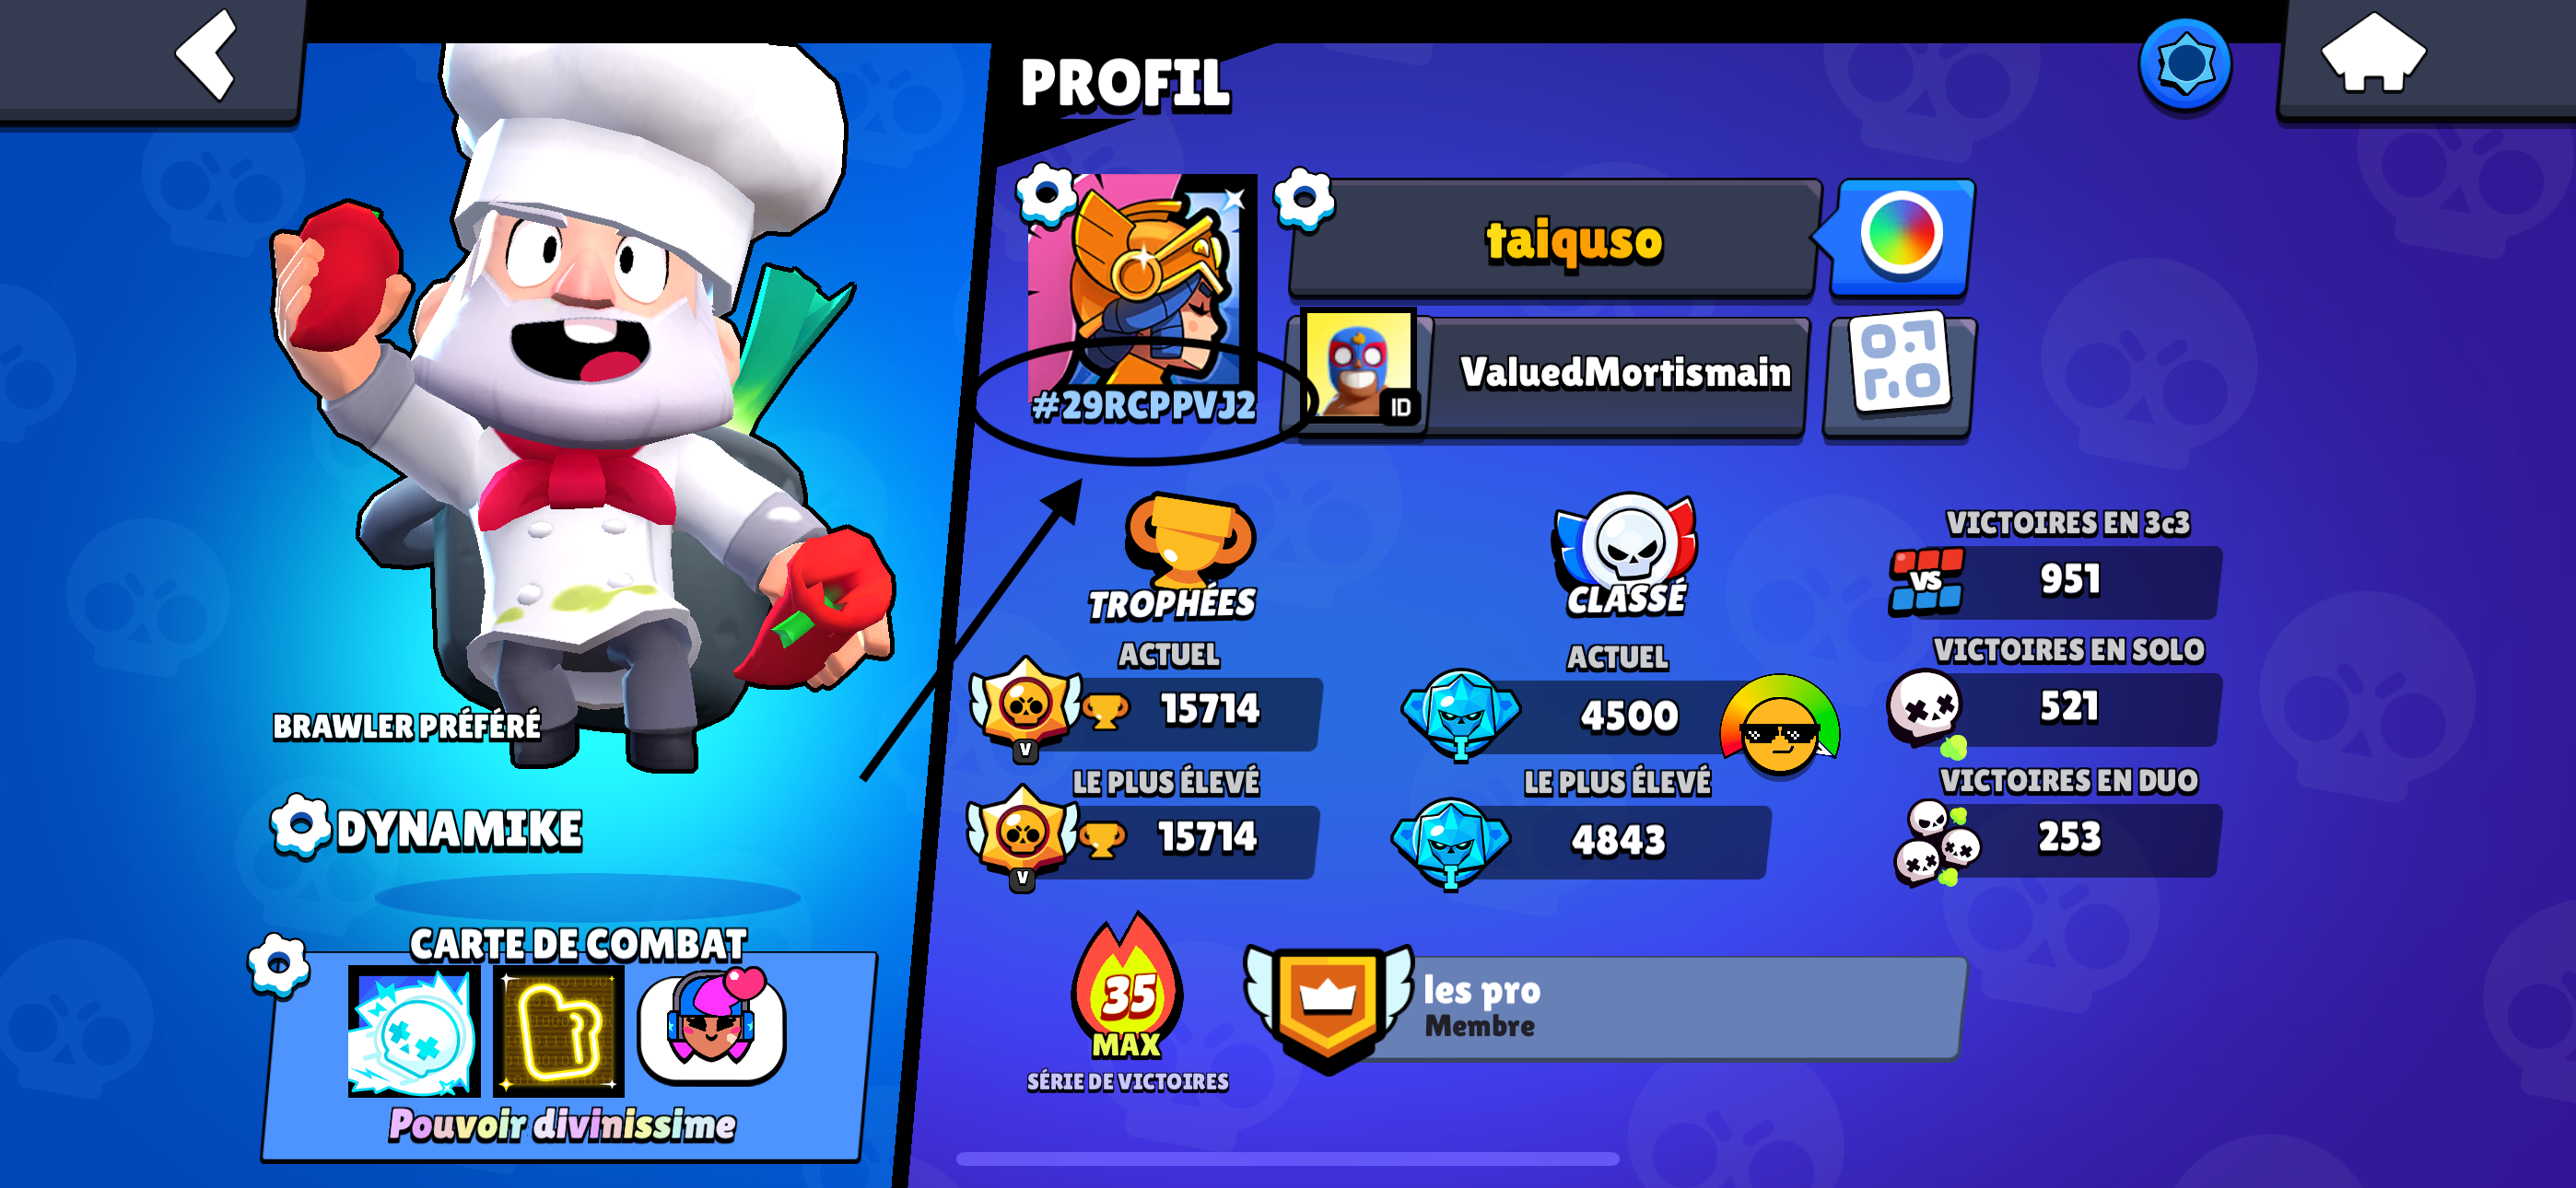 PROFIL
taiquso
ValuedMortismain
ID
#29RCPPVJ2
TROPHÉES
ACTUEL
15714
V
LE PLUS ÉLEVÉ
15714
V
CLASSÉ
ACTUEL
4500
I
LE PLUS ÉLEVÉ
4843
I
VICTOIRES EN 3c3
VS
951
VICTOIRES EN SOLO
521
VICTOIRES EN DUO
253
BRAWLER PRÉFÉRÉ
DYNAMIKE
CARTE DE COMBAT
Pouvoir divinissime
35
MAX
SÉRIE DE VICTOIRES
les pro
Membre